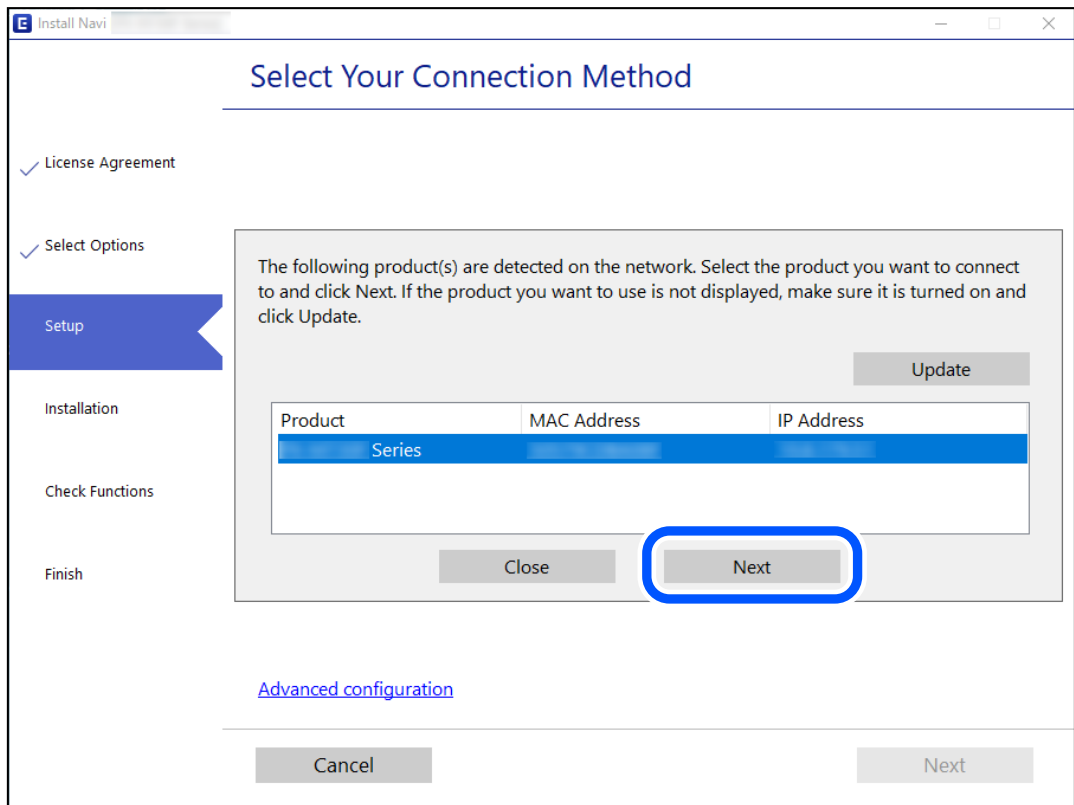 E Install Navi
Select Your Connection Method
License Agreement
Select Options
Setup
Installation
Check Functions
Finish
The following product(s) are detected on the network. Select the product you want to connect
to and click Next. If the product you want to use is not displayed, make sure it is turned on and
click Update.
Update
Product MAC Address IP Address
Series
Close Next
Advanced configuration
Cancel Next